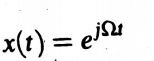 x(t) = e^{jΩt}